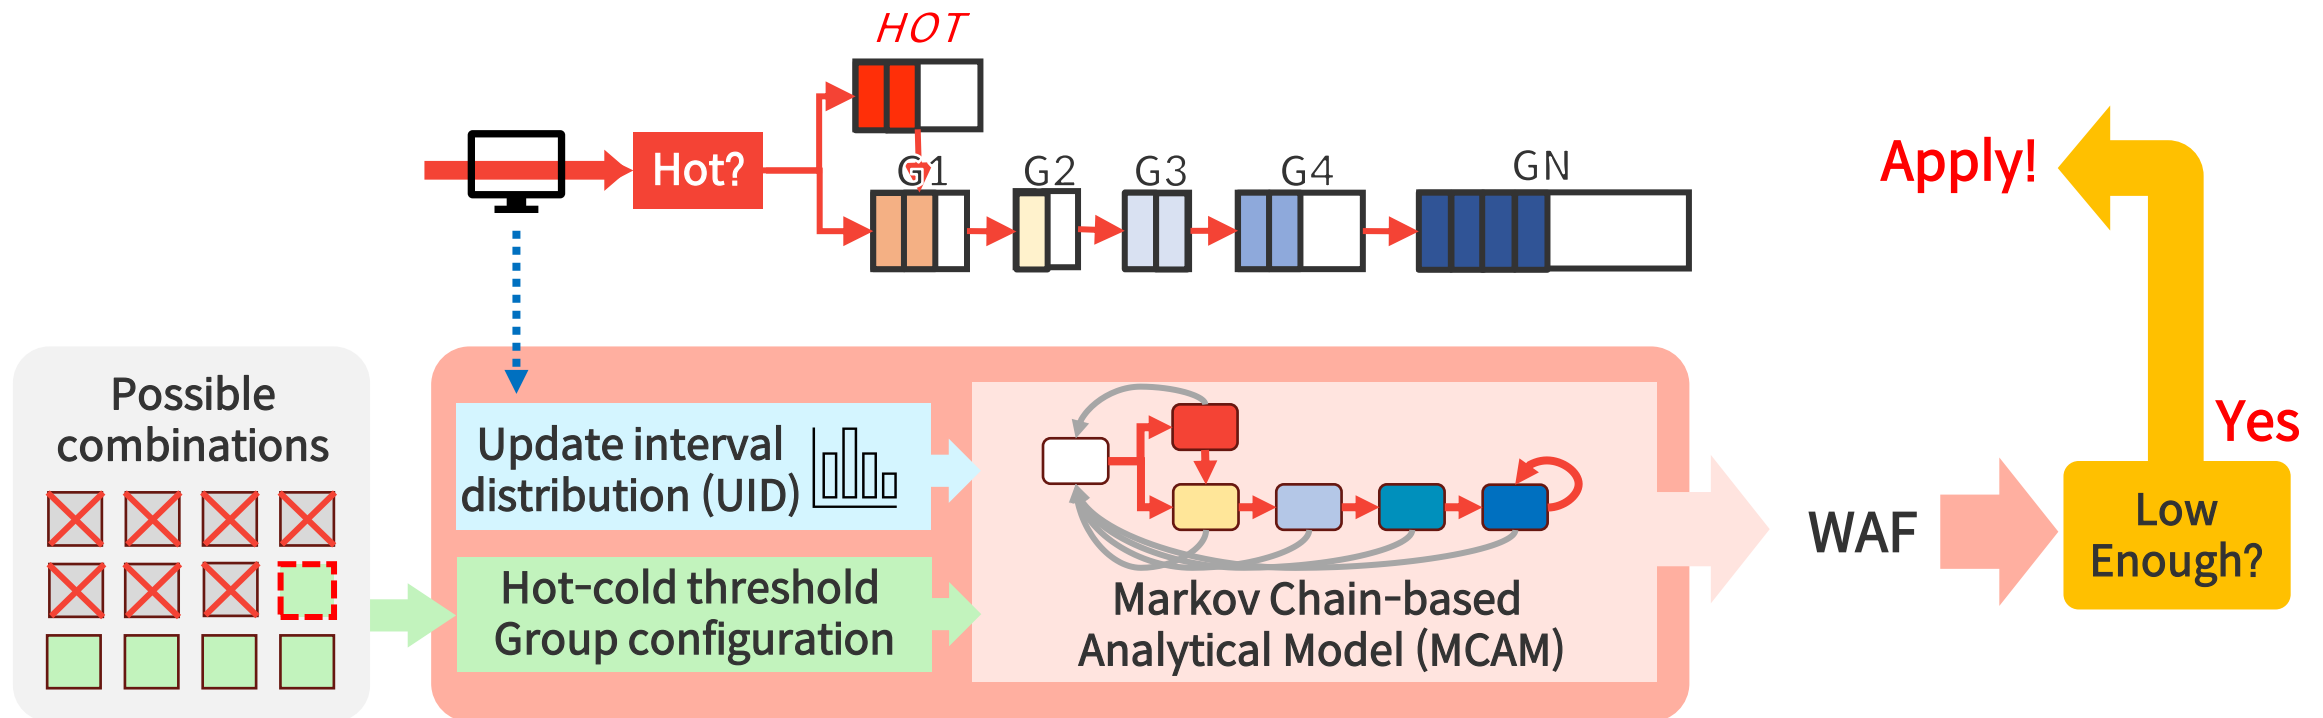 HOT
Hot?
G1
G2
G3
G4
GN
Apply!
Possible
combinations
Update interval
distribution (UID)
Hot-cold threshold
Group configuration
Markov Chain-based
Analytical Model (MCAM)
WAF
Low
Enough?
Yes